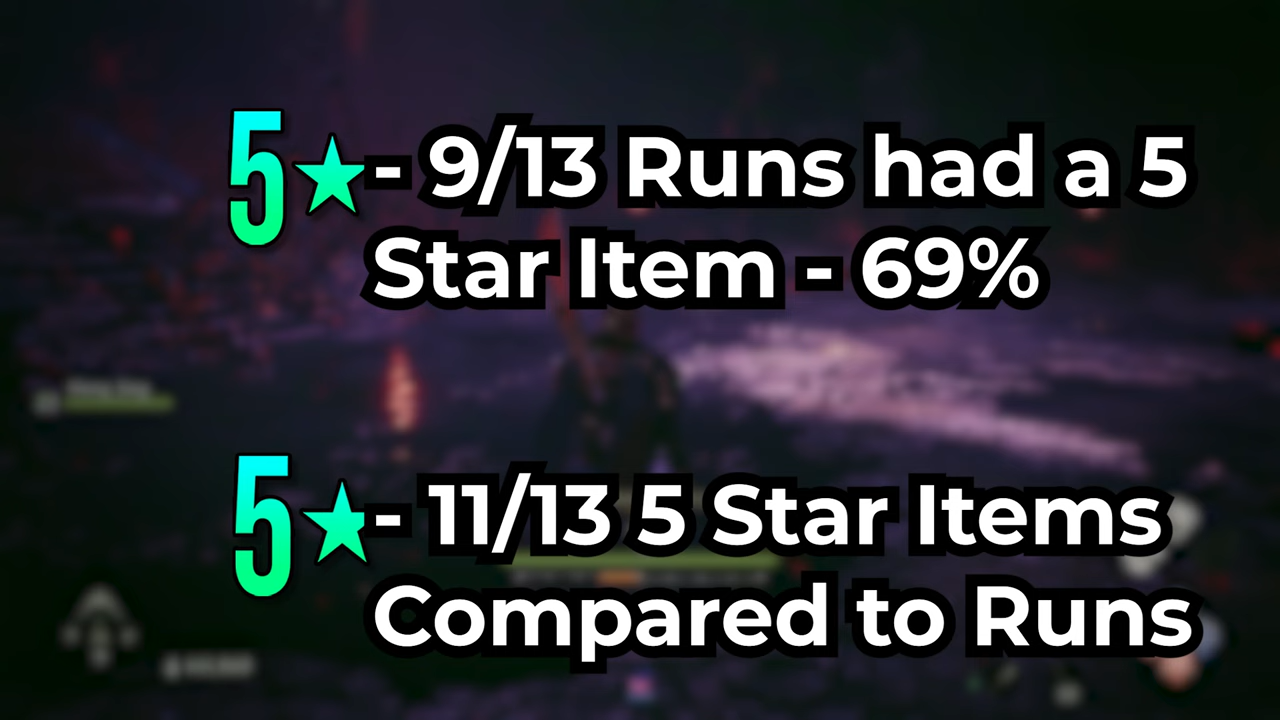 5★- 9/13 Runs had a 5
Star Item - 69%
5★- 11/13 5 Star Items
Compared to Runs